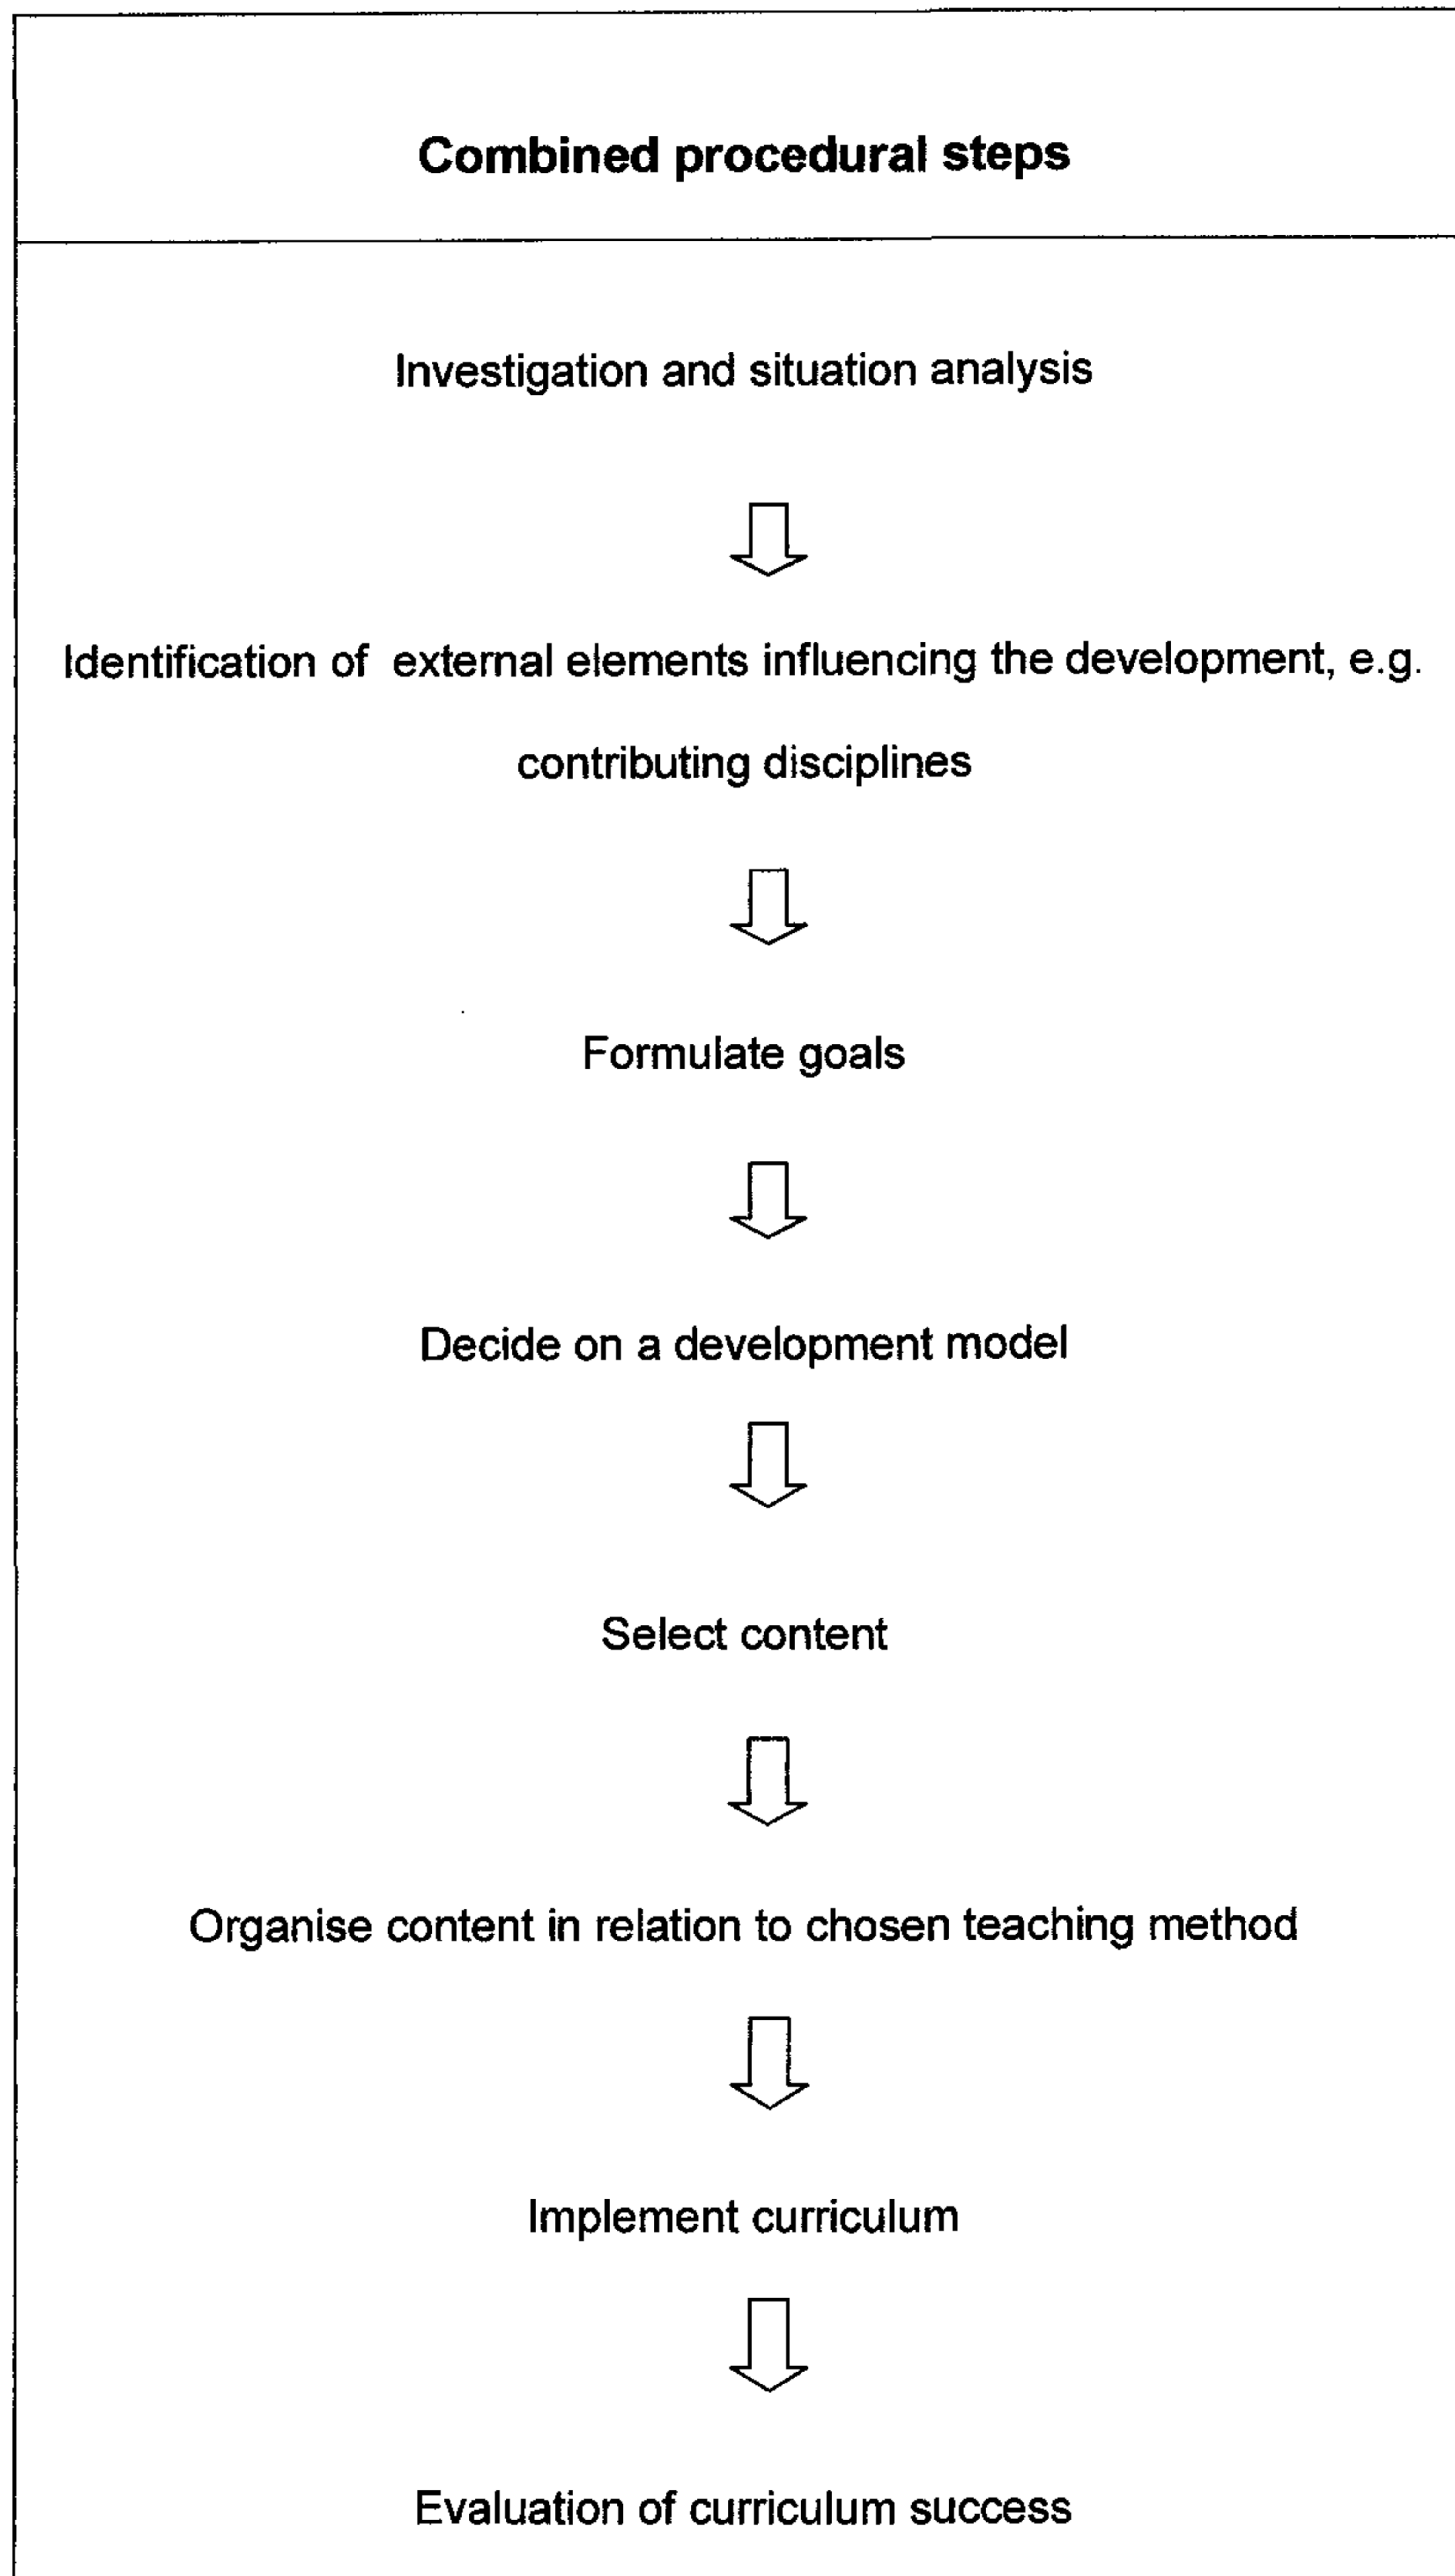 Combined procedural steps
Investigation and situation analysis
Identification of external elements influencing the development, e.g.
contributing disciplines
Formulate goals
Decide on a development model
Select content
Organise content in relation to chosen teaching method
Implement curriculum
Evaluation of curriculum success